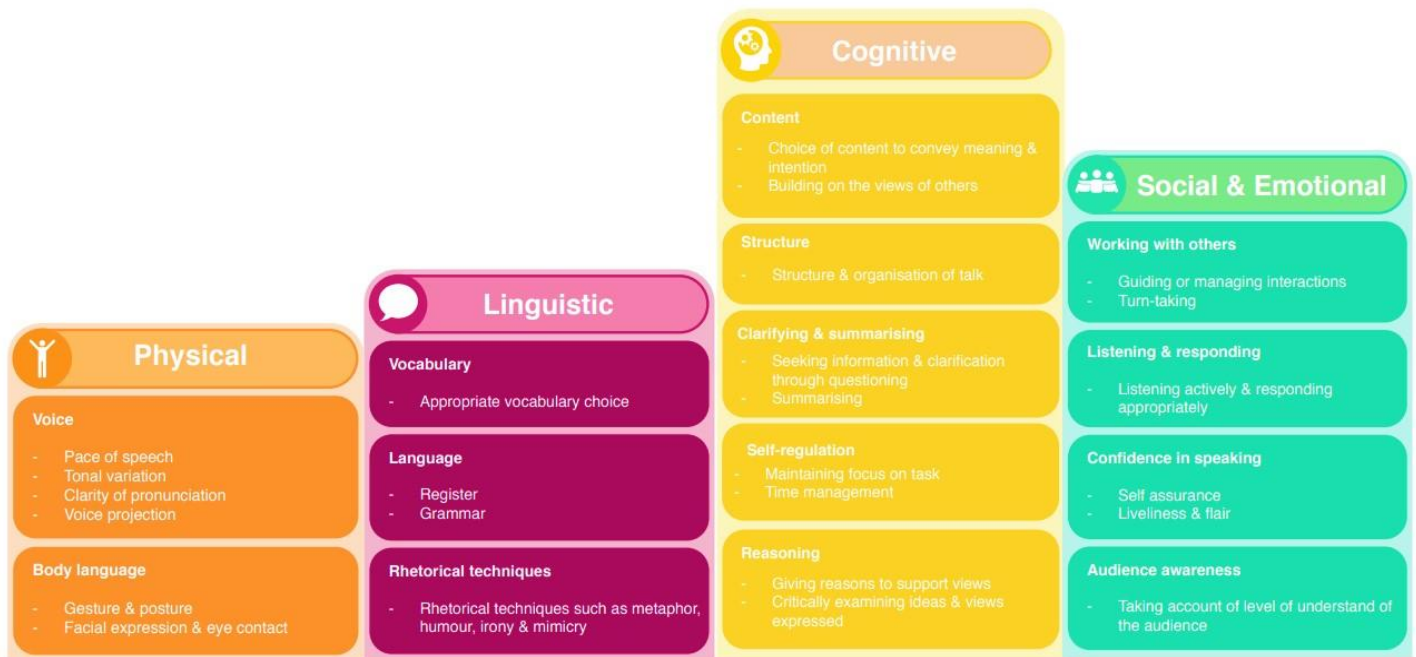 Physical
Voice
- Pace of speech
- Tonal variation
- Clarity of pronunciation
- Voice projection
Body language
- Gesture & posture
- Facial expression & eye contact
Linguistic
Vocabulary
- Appropriate vocabulary choice
Language
- Register
- Grammar
Rhetorical techniques
- Rhetorical techniques such as metaphor,
humour, irony & mimicry
Cognitive
Content
- Choice of content to convey meaning &
intention
- Building on the views of others
Structure
- Structure & organisation of talk
Clarifying & summarising
- Seeking information & clarification
through questioning
- Summarising
Self-regulation
- Maintaining focus on task
- Time management
Reasoning
- Giving reasons to support views
- Critically examining ideas & views
expressed
Social & Emotional
Working with others
- Guiding or managing interactions
- Turn-taking
Listening & responding
- Listening actively & responding
appropriately
Confidence in speaking
- Self assurance
- Liveliness & flair
Audience awareness
- Taking account of level of understand of
the audience